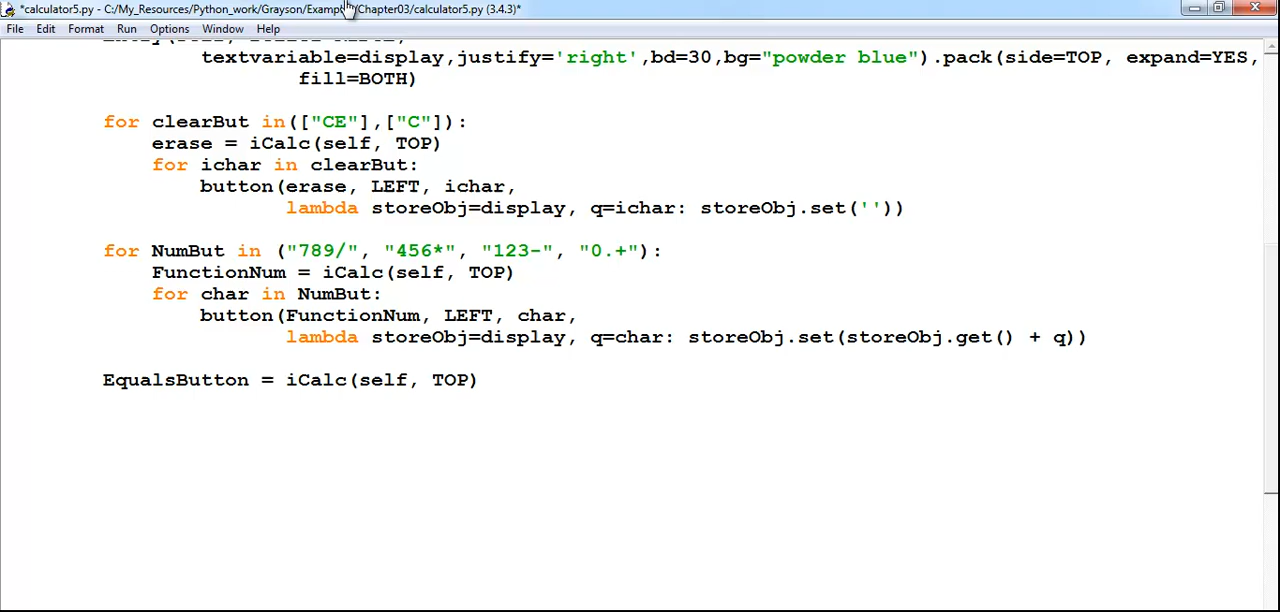 *calculator5.py - C:/My_Resources/Python_work/Grayson/Examp /Chapter03/calculator5.py (3.4.3)*
File Edit Format Run Options Window Help
textvariable=display,justify='right',bd=30,bg="powder blue").pack(side=TOP, expand=YES,
fill=BOTH)
for clearBut in(["CE"],["C"]):
erase = iCalc(self, TOP)
for ichar in clearBut:
button(erase, LEFT, ichar,
lambda storeObj=display, q=ichar: storeObj.set(''))
for NumBut in ("789/", "456*", "123-", "0.+"):
FunctionNum = iCalc(self, TOP)
for char in NumBut:
button(FunctionNum, LEFT, char,
lambda storeObj=display, q=char: storeObj.set(storeObj.get() + q))
EqualsButton = iCalc(self, TOP)